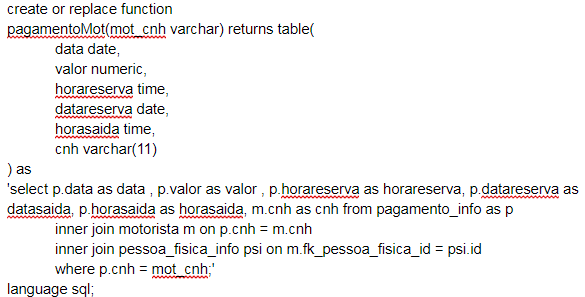 create or replace function
pagamentoMot(mot_cnh varchar) returns table(
data date,
valor numeric,
horareserva time,
datareserva date,
horasaida time,
cnh varchar(11)
) as
'select p.data as data , p.valor as valor , p.horareserva as horareserva, p.datareserva as
datasaida, p.horasaida as horasaida, m.cnh as cnh from pagamento_info as p
inner join motorista m on p.cnh = m.cnh
inner join pessoa_fisica_info psi on m.fk_pessoa_fisica_id = psi.id
where p.cnh = mot_cnh;'
language sql;